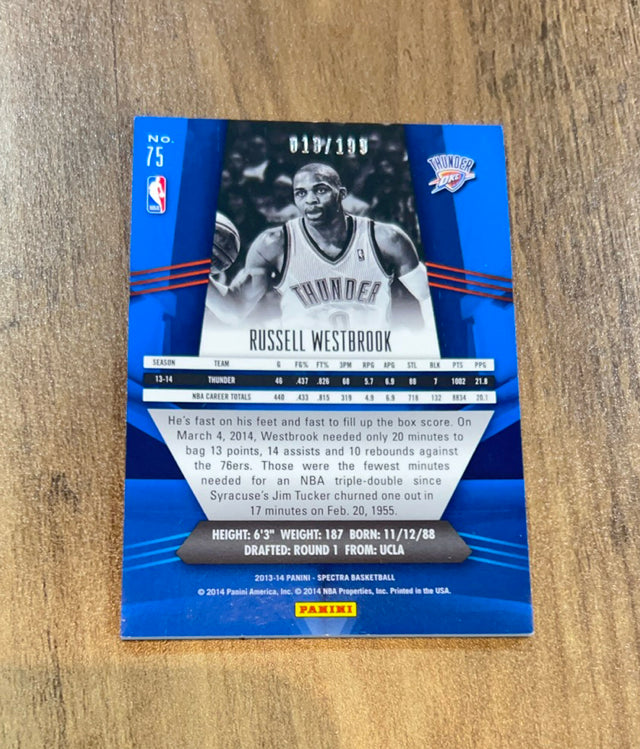 No.
75
018/199
THUNDER
OKC
THUNDER
RUSSELL WESTBROOK
SEASON TEAM G FG% FT% 3PM RPG APG STL BLK PTS PPG
13-14 THUNDER 46 .437 .826 68 5.7 6.9 88 7 1002 21.8
NBA CAREER TOTALS 440 .433 .815 319 4.9 6.9 716 132 8834 20.1
He's fast on his feet and fast to fill up the box score. On
March 4, 2014, Westbrook needed only 20 minutes to
bag 13 points, 14 assists and 10 rebounds against
the 76ers. Those were the fewest minutes
needed for an NBA triple-double since
Syracuse's Jim Tucker churned one out in
17 minutes on Feb. 20, 1955.
HEIGHT: 6'3" WEIGHT: 187 BORN: 11/12/88
DRAFTED: ROUND 1 FROM: UCLA
2013-14 PANINI - SPECTRA BASKETBALL
© 2014 Panini America, Inc. © 2014 NBA Properties, Inc. Printed in the USA.
PANINI